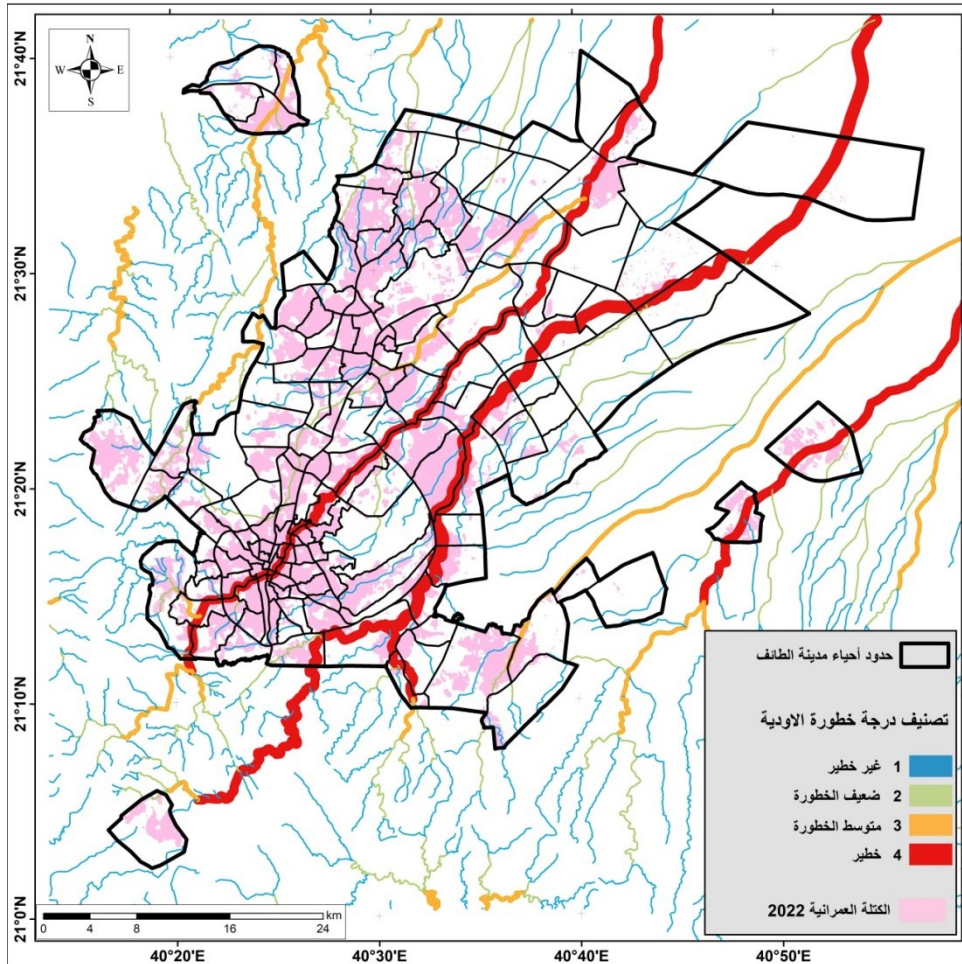 N
W E
S
21°40'N
21°30'N
21°20'N
21°10'N
21°0'N
حدود أحياء مدينة الطائف
تصنيف درجة خطورة الاودية
1 غير خطير
2 ضعيف الخطورة
3 متوسط الخطورة
4 خطير
الكتلة العمرانية 2022
km
0 4 8 16 24
40°20'E 40°30'E 40°40'E 40°50'E